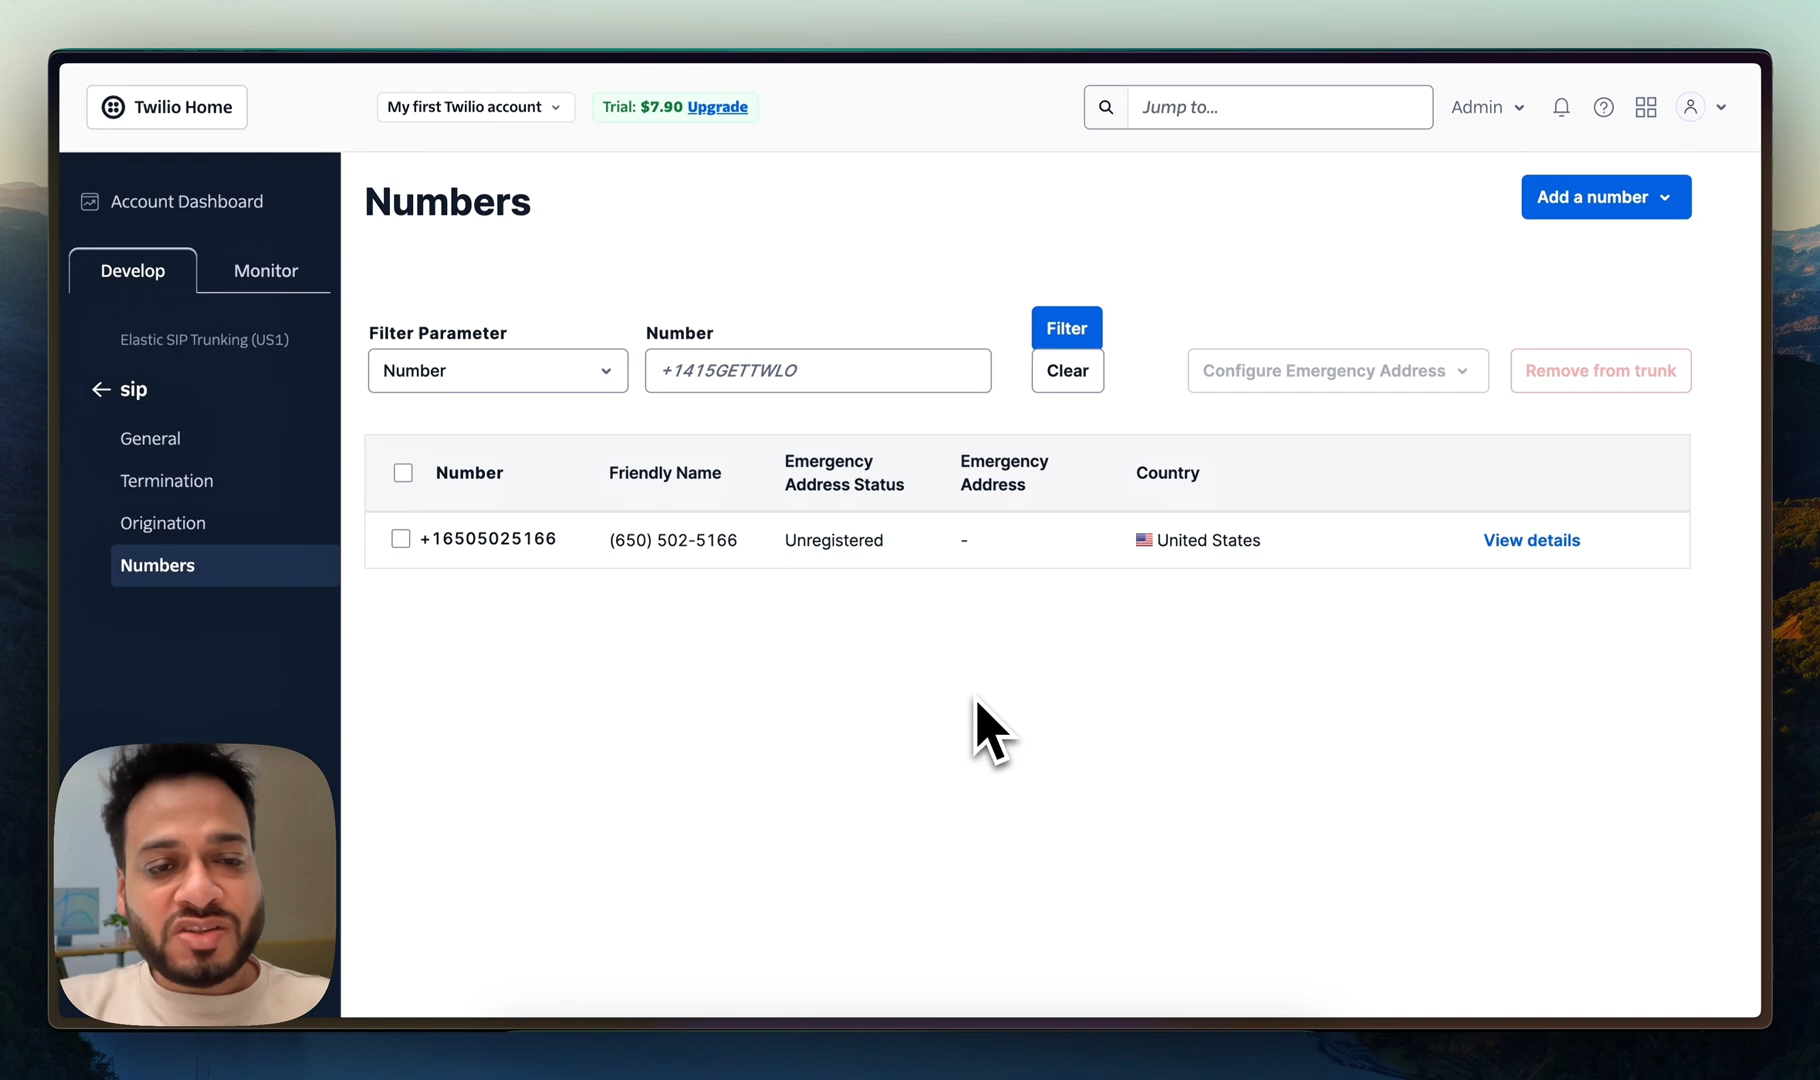 Twilio Home
My first Twilio account
Trial: $7.90 Upgrade
Jump to...
Admin
Account Dashboard
Develop
Monitor
Elastic SIP Trunking (US1)
sip
General
Termination
Origination
Numbers
Numbers
Add a number
Filter Parameter
Number
Number
+1415GETTWLO
Filter
Clear
Configure Emergency Address
Remove from trunk
Number
Friendly Name
Emergency
Address Status
Emergency
Address
Country
+16505025166
(650) 502-5166
Unregistered
-
United States
View details